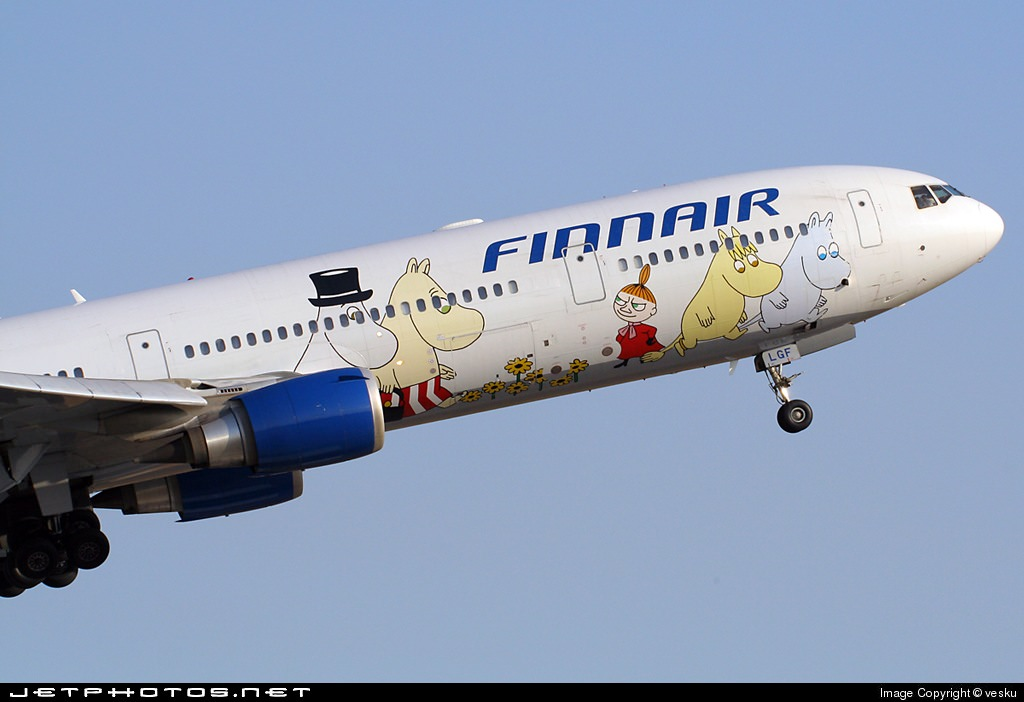 FINNAIR
LGF
JETPHOTOS.NET
Image Copyright © vesku